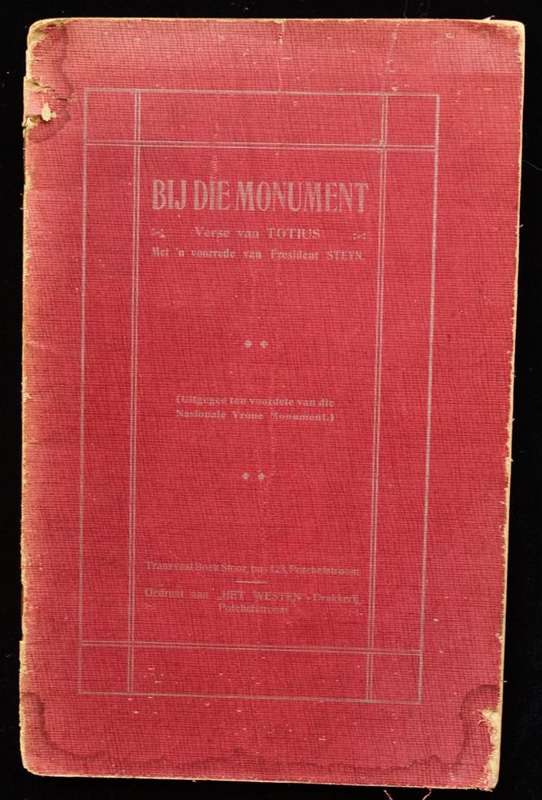 BIJ DIE MONUMENT
Verse van TOTIUS
Met 'n voorrede van President STEYN.
(Uitgegee ten voordele van die
Nasionale Vroue Monument.)
Transvaal Boek Stoor, bus 123, Potchefstroom
Gedrukt aan „HET WESTEN"-Drukkerij
Potchefstroom